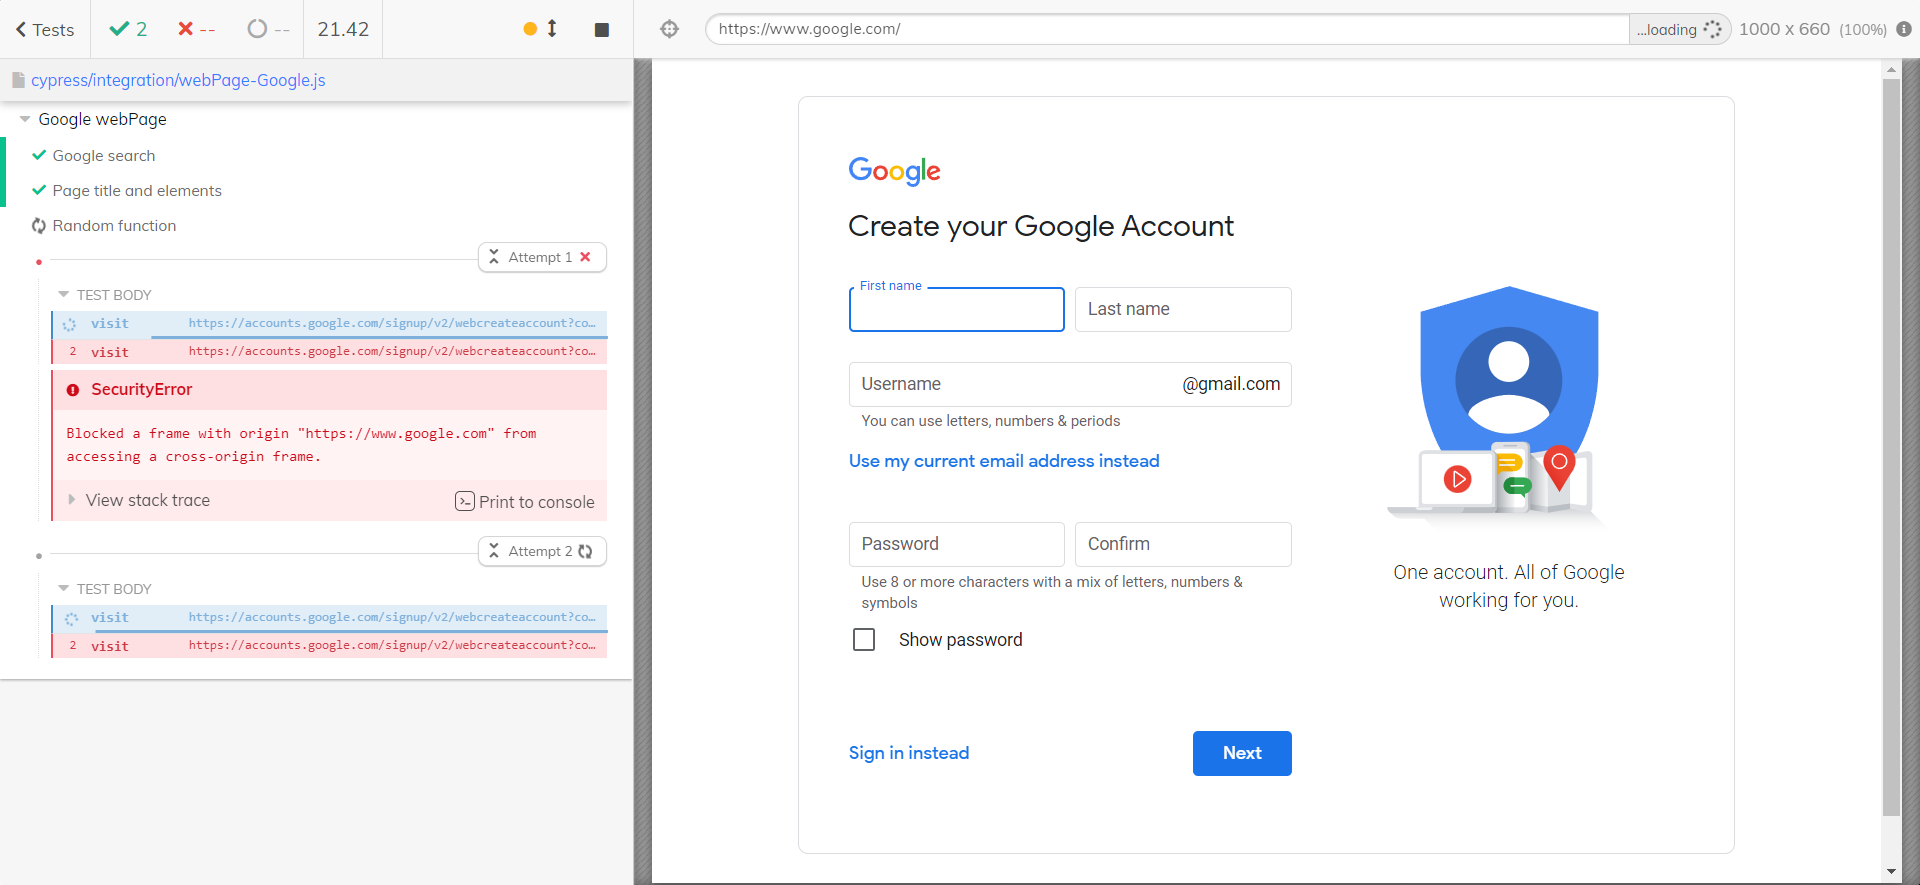 Tests
2
--
--
21.42
https://www.google.com/
...loading
1000 x 660 (100%)
cypress/integration/webPage-Google.js
Google webPage
Google search
Page title and elements
Random function
Attempt 1
TEST BODY
visit https://accounts.google.com/signup/v2/webcreateaccount?co…
2 visit https://accounts.google.com/signup/v2/webcreateaccount?co…
SecurityError
Blocked a frame with origin "https://www.google.com" from
accessing a cross-origin frame.
View stack trace
Print to console
Attempt 2
TEST BODY
visit https://accounts.google.com/signup/v2/webcreateaccount?co…
2 visit https://accounts.google.com/signup/v2/webcreateaccount?co…
Google
Create your Google Account
First name
Last name
Username
@gmail.com
You can use letters, numbers & periods
Use my current email address instead
Password
Confirm
Use 8 or more characters with a mix of letters, numbers &
symbols
Show password
Sign in instead
Next
One account. All of Google
working for you.